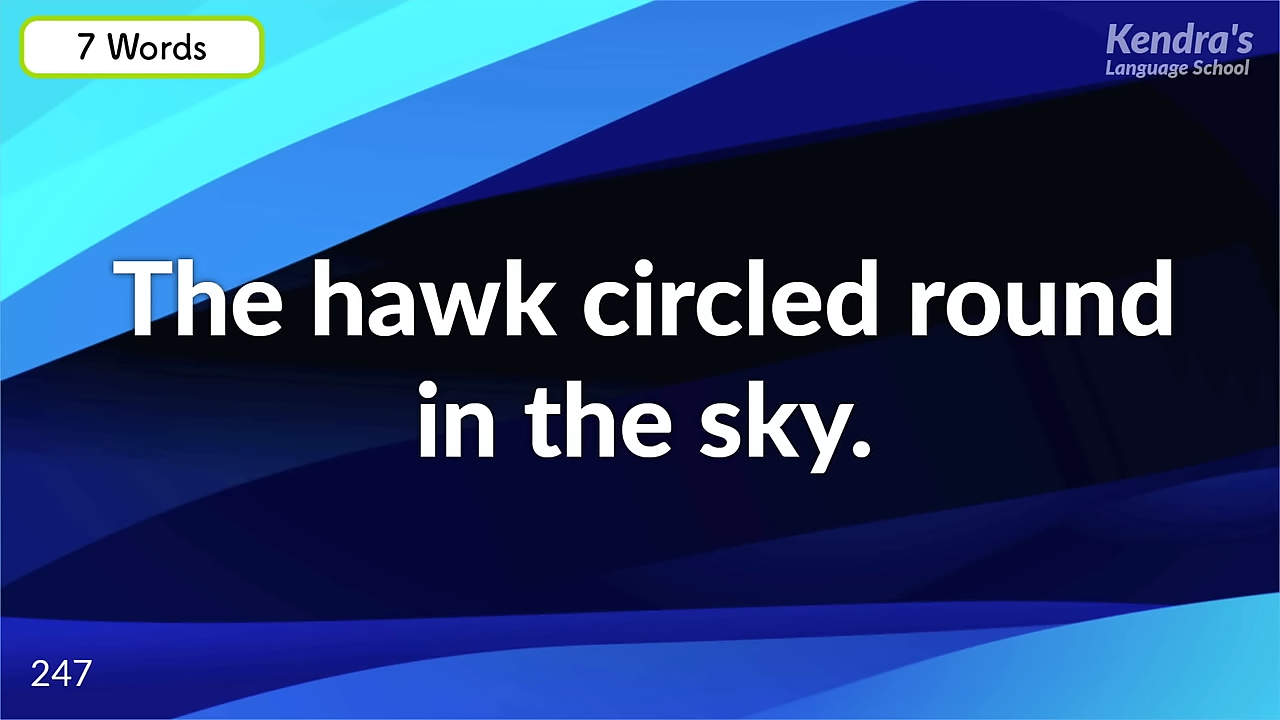 7 Words
Kendra's
Language School
The hawk circled round
in the sky.
247